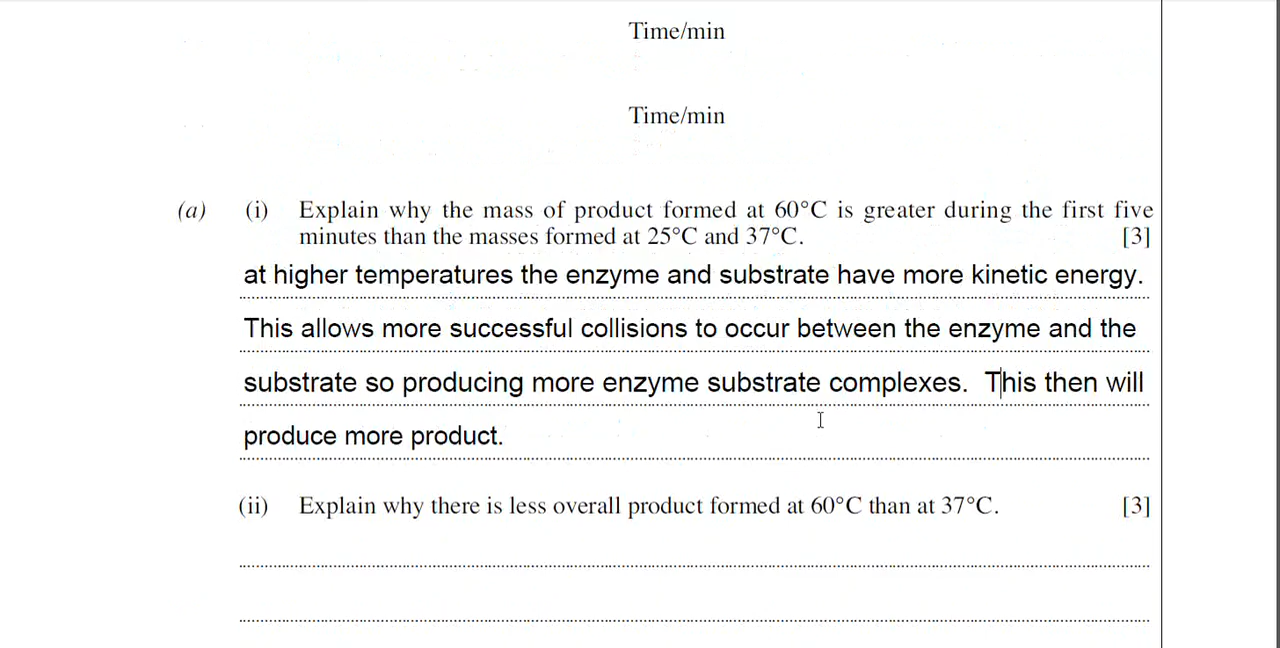 Time/min
Time/min
(a) (i) Explain why the mass of product formed at 60°C is greater during the first five
minutes than the masses formed at 25°C and 37°C. [3]
at higher temperatures the enzyme and substrate have more kinetic energy.
This allows more successful collisions to occur between the enzyme and the
substrate so producing more enzyme substrate complexes. This then will
produce more product.
(ii) Explain why there is less overall product formed at 60°C than at 37°C. [3]